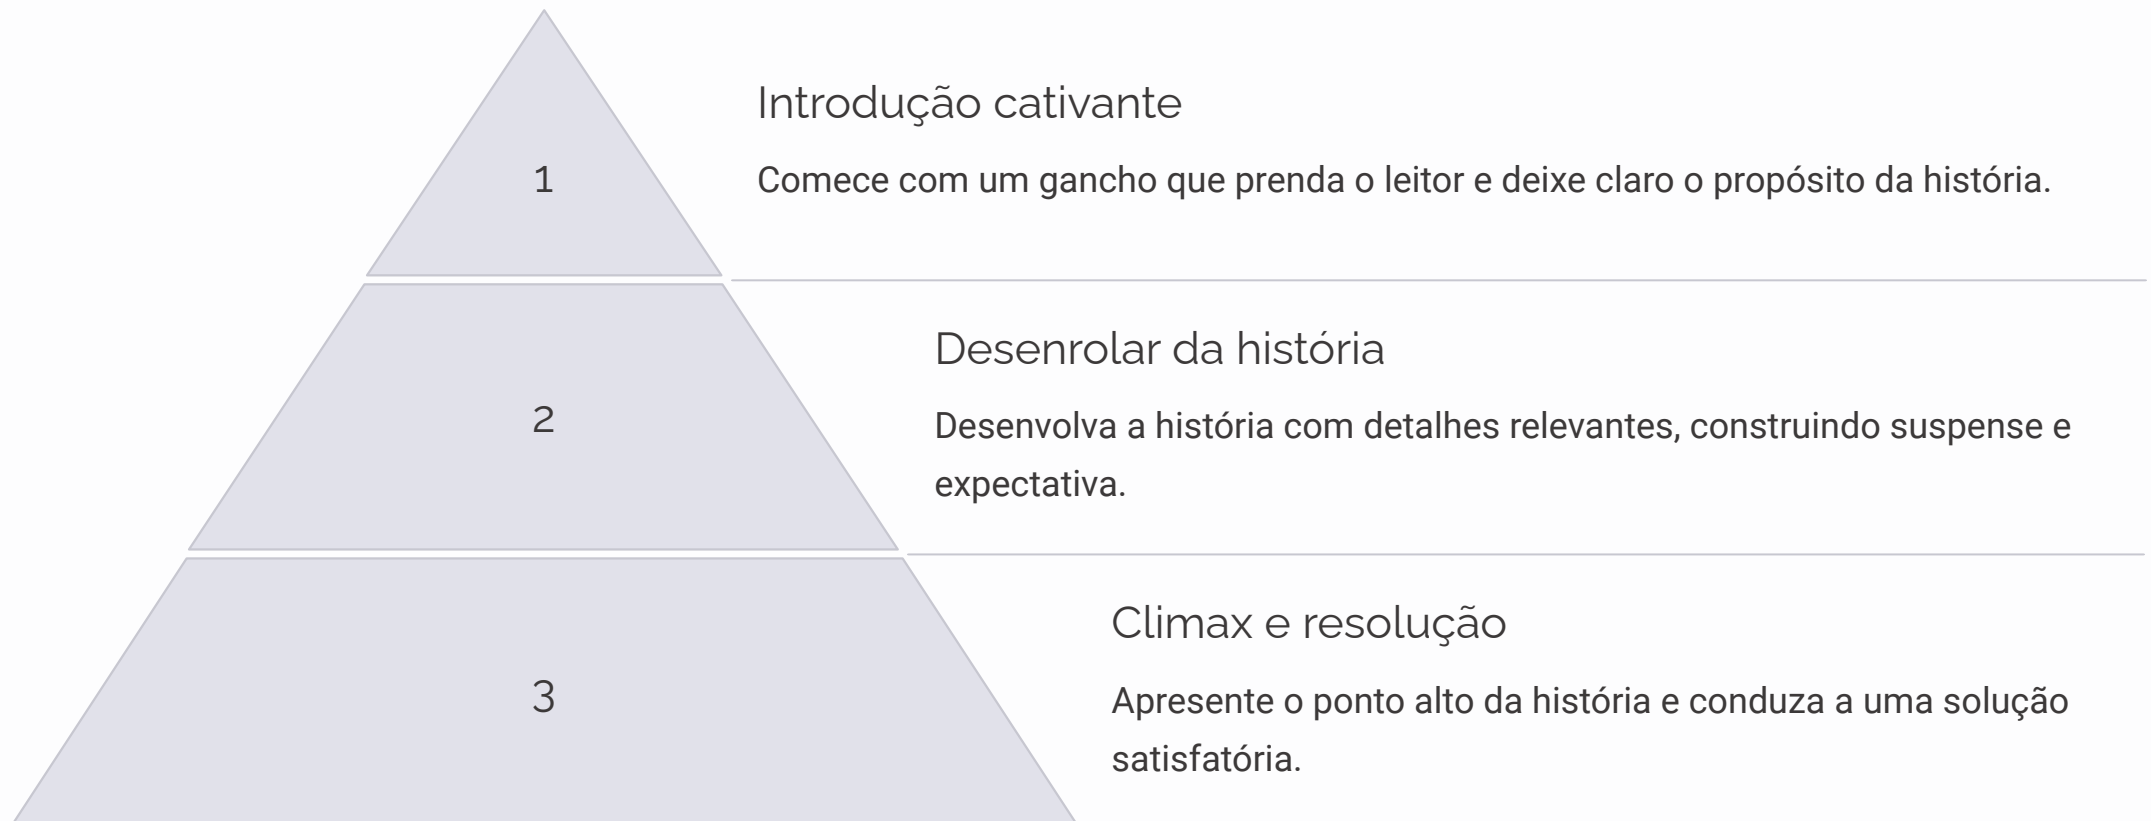 1
Introdução cativante
Comece com um gancho que prenda o leitor e deixe claro o propósito da história.
2
Desenrolar da história
Desenvolva a história com detalhes relevantes, construindo suspense e
expectativa.
3
Climax e resolução
Apresente o ponto alto da história e conduza a uma solução
satisfatória.